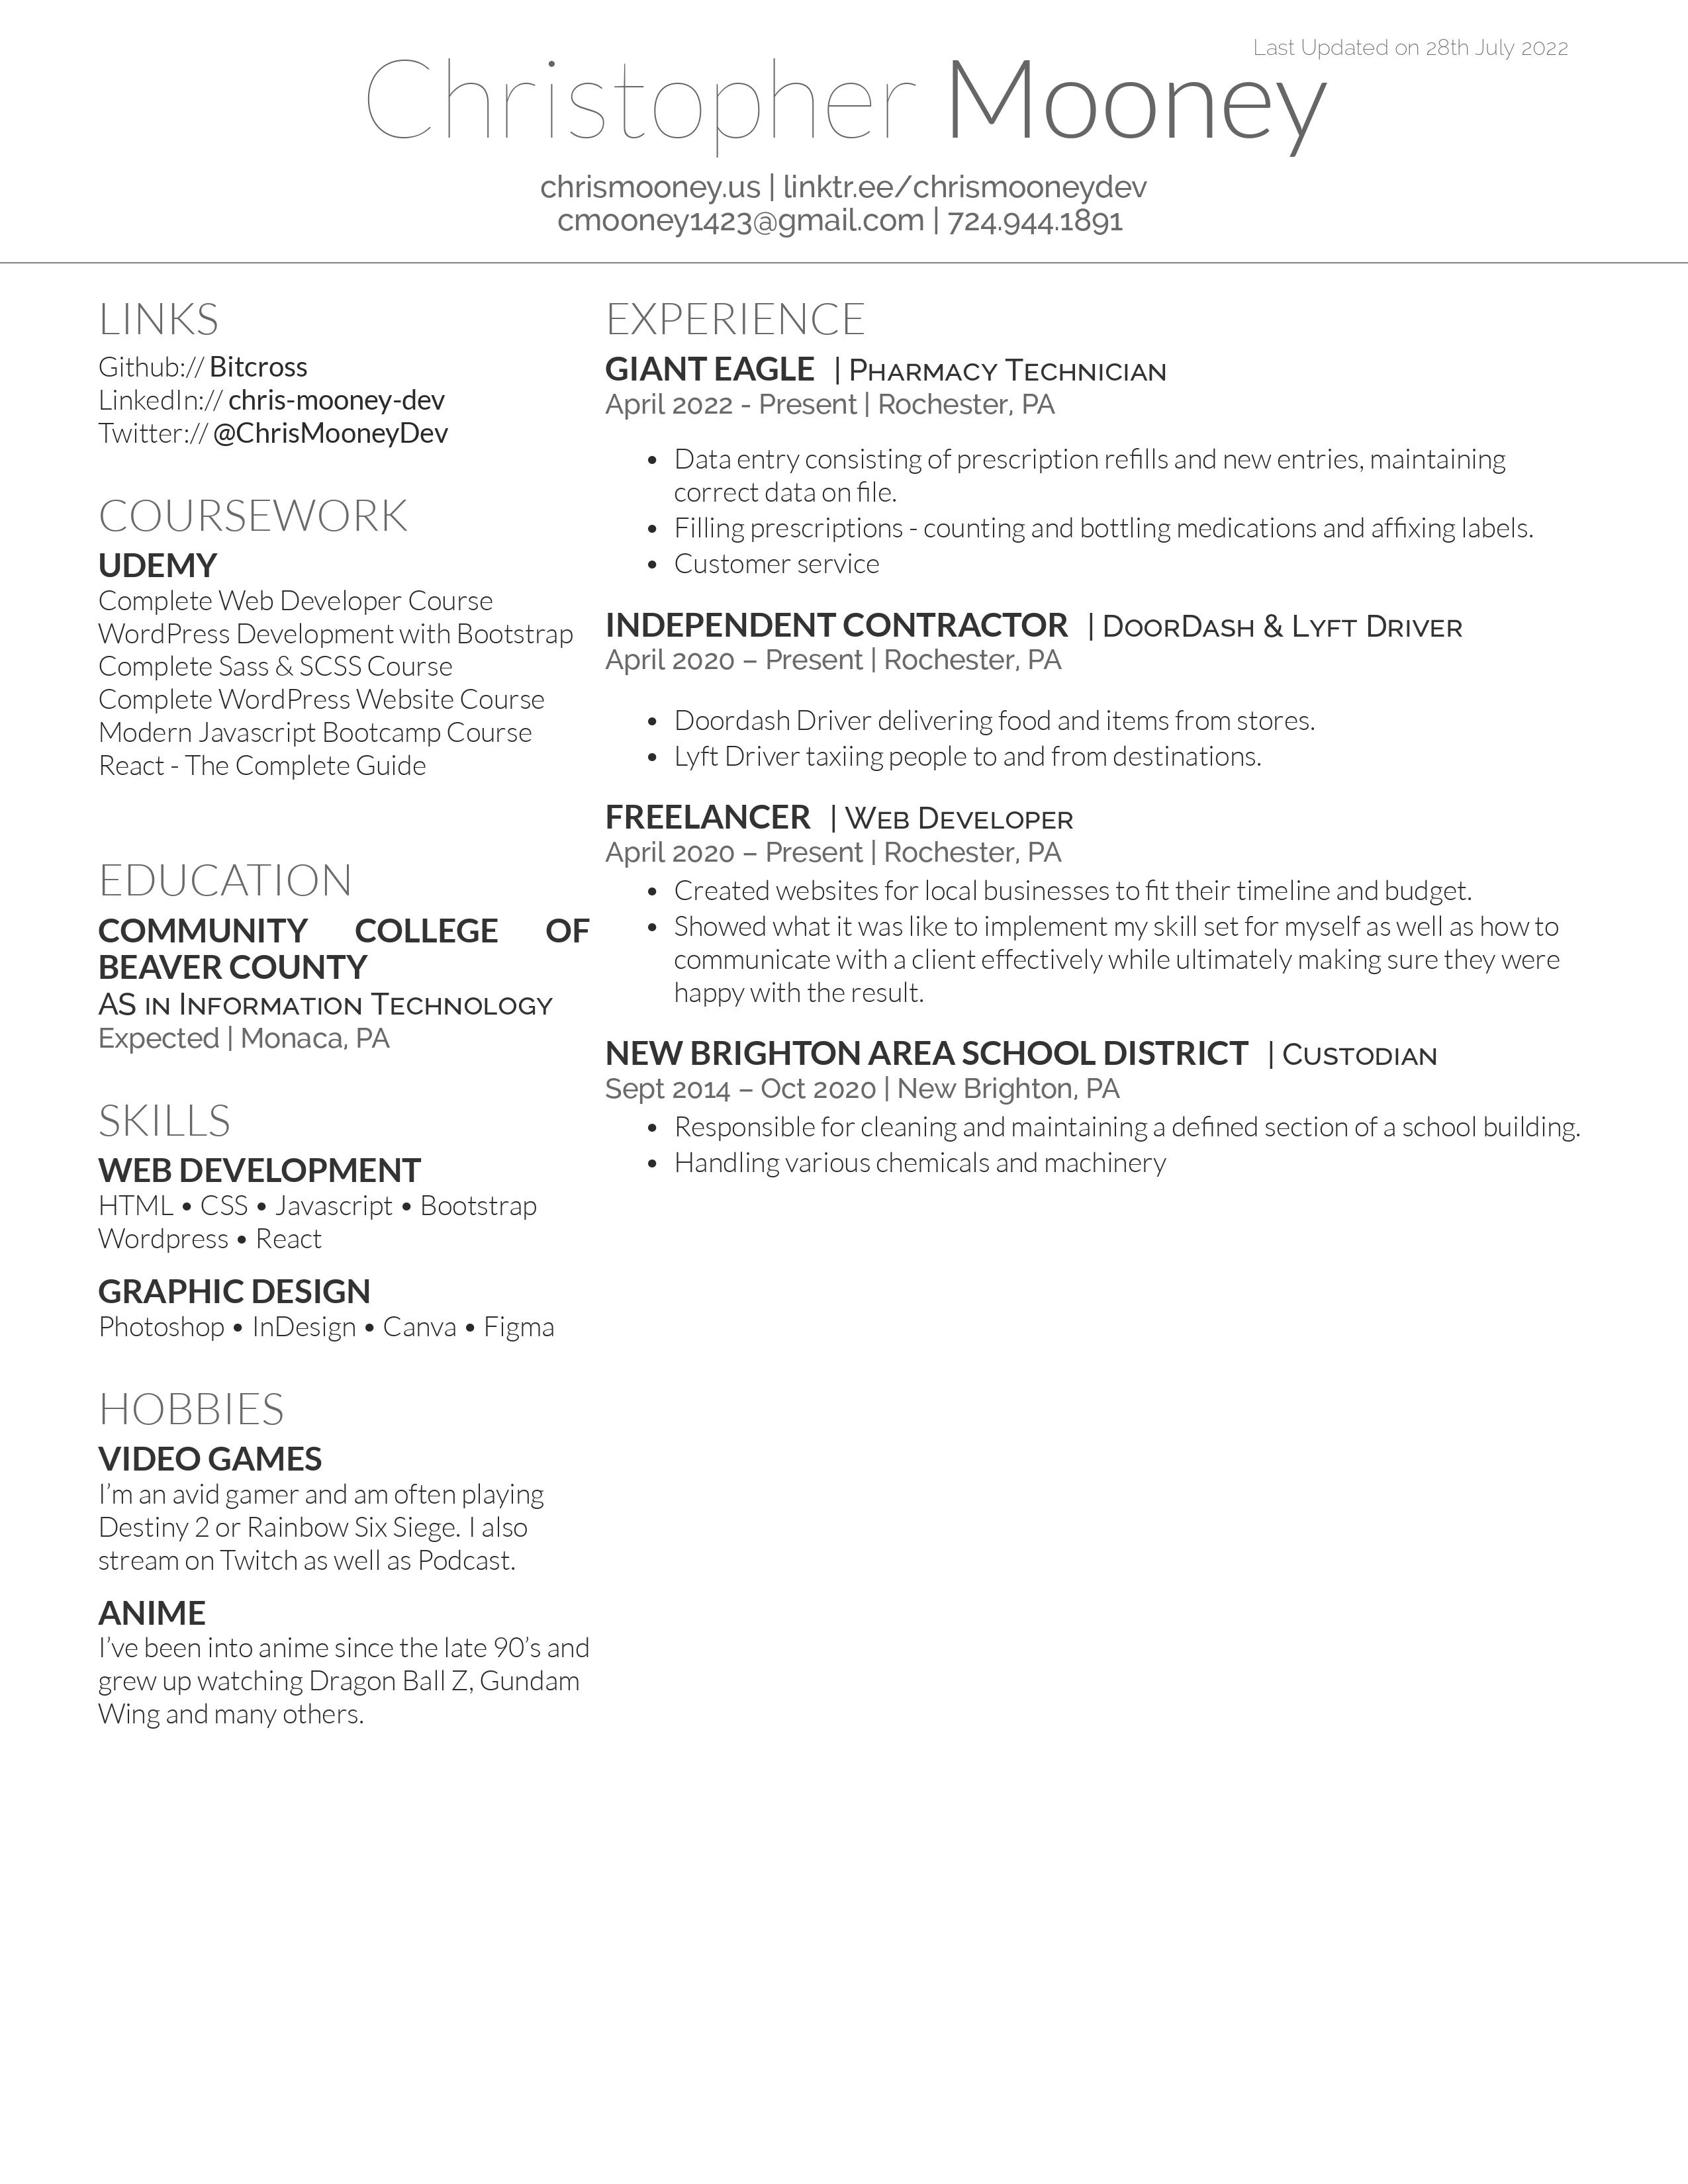 Last Updated on 28th July 2022
Christopher Mooney
chrismooney.us | linktr.ee/chrismooneydev
cmooney1423@gmail.com | 724.944.1891
LINKS
Github:// Bitcross
LinkedIn:// chris-mooney-dev
Twitter:// @ChrisMooneyDev
COURSEWORK
UDEMY
Complete Web Developer Course
WordPress Development with Bootstrap
Complete Sass & SCSS Course
Complete WordPress Website Course
Modern Javascript Bootcamp Course
React - The Complete Guide
EDUCATION
COMMUNITY COLLEGE OF
BEAVER COUNTY
AS in Information Technology
Expected | Monaca, PA
SKILLS
WEB DEVELOPMENT
HTML • CSS • Javascript • Bootstrap
Wordpress • React
GRAPHIC DESIGN
Photoshop • InDesign • Canva • Figma
HOBBIES
VIDEO GAMES
I'm an avid gamer and am often playing
Destiny 2 or Rainbow Six Siege. I also
stream on Twitch as well as Podcast.
ANIME
I've been into anime since the late 90's and
grew up watching Dragon Ball Z, Gundam
Wing and many others.
EXPERIENCE
GIANT EAGLE | Pharmacy Technician
April 2022 - Present | Rochester, PA
• Data entry consisting of prescription refills and new entries, maintaining
correct data on file.
• Filling prescriptions - counting and bottling medications and affixing labels.
• Customer service
INDEPENDENT CONTRACTOR | DoorDash & Lyft Driver
April 2020 – Present | Rochester, PA
• Doordash Driver delivering food and items from stores.
• Lyft Driver taxiing people to and from destinations.
FREELANCER | Web Developer
April 2020 – Present | Rochester, PA
• Created websites for local businesses to fit their timeline and budget.
• Showed what it was like to implement my skill set for myself as well as how to
communicate with a client effectively while ultimately making sure they were
happy with the result.
NEW BRIGHTON AREA SCHOOL DISTRICT | Custodian
Sept 2014 – Oct 2020 | New Brighton, PA
• Responsible for cleaning and maintaining a defined section of a school building.
• Handling various chemicals and machinery